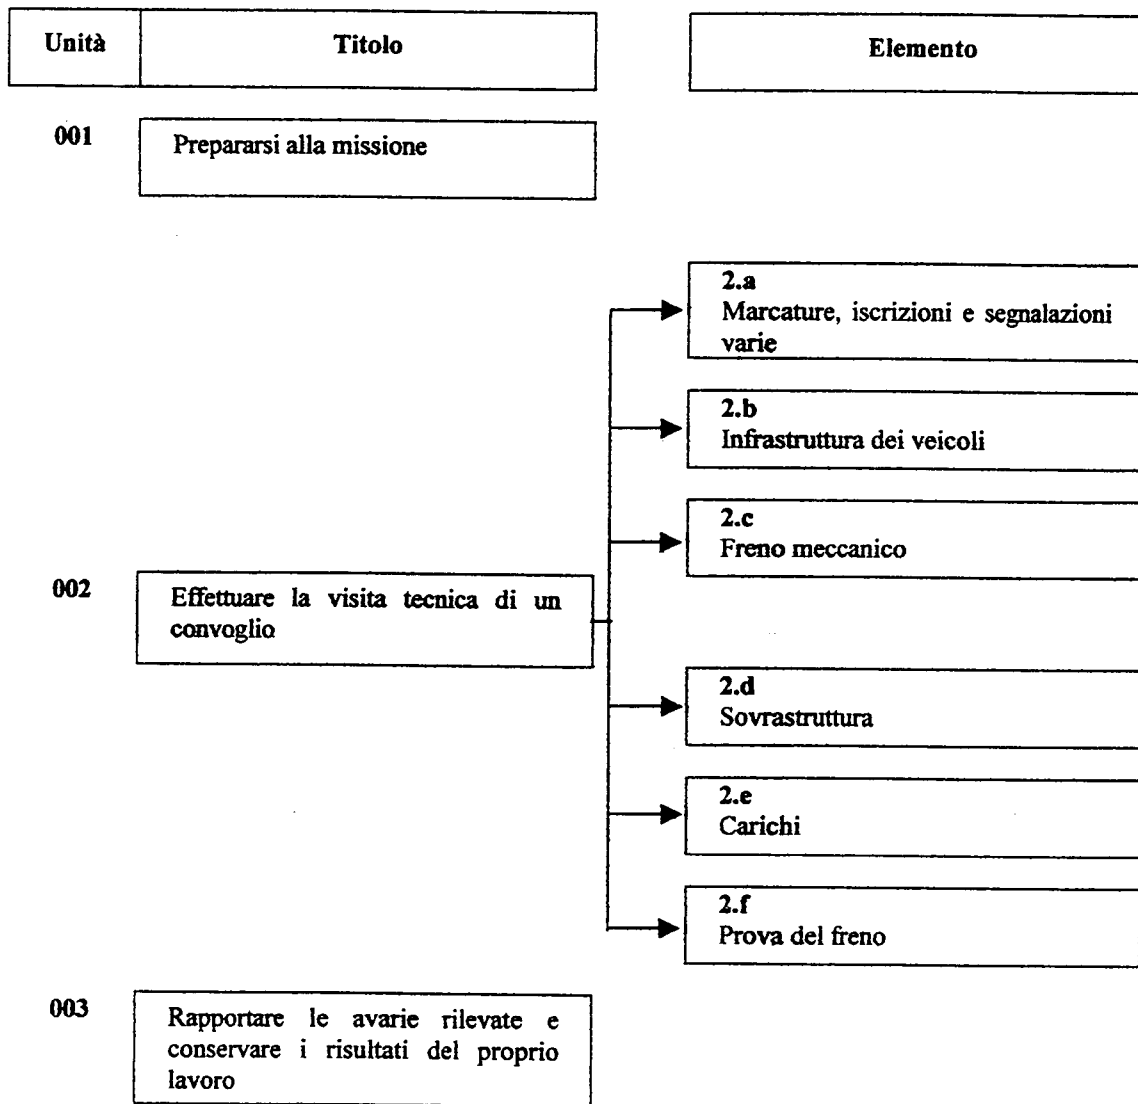 Unità Titolo Elemento
001 Prepararsi alla missione
2.a
Marcature, iscrizioni e segnalazioni
varie
2.b
Infrastruttura dei veicoli
2.c
Freno meccanico
002 Effettuare la visita tecnica di un
convoglio
2.d
Sovrastruttura
2.e
Carichi
2.f
Prova del freno
003 Rapportare le avarie rilevate e
conservare i risultati del proprio
lavoro